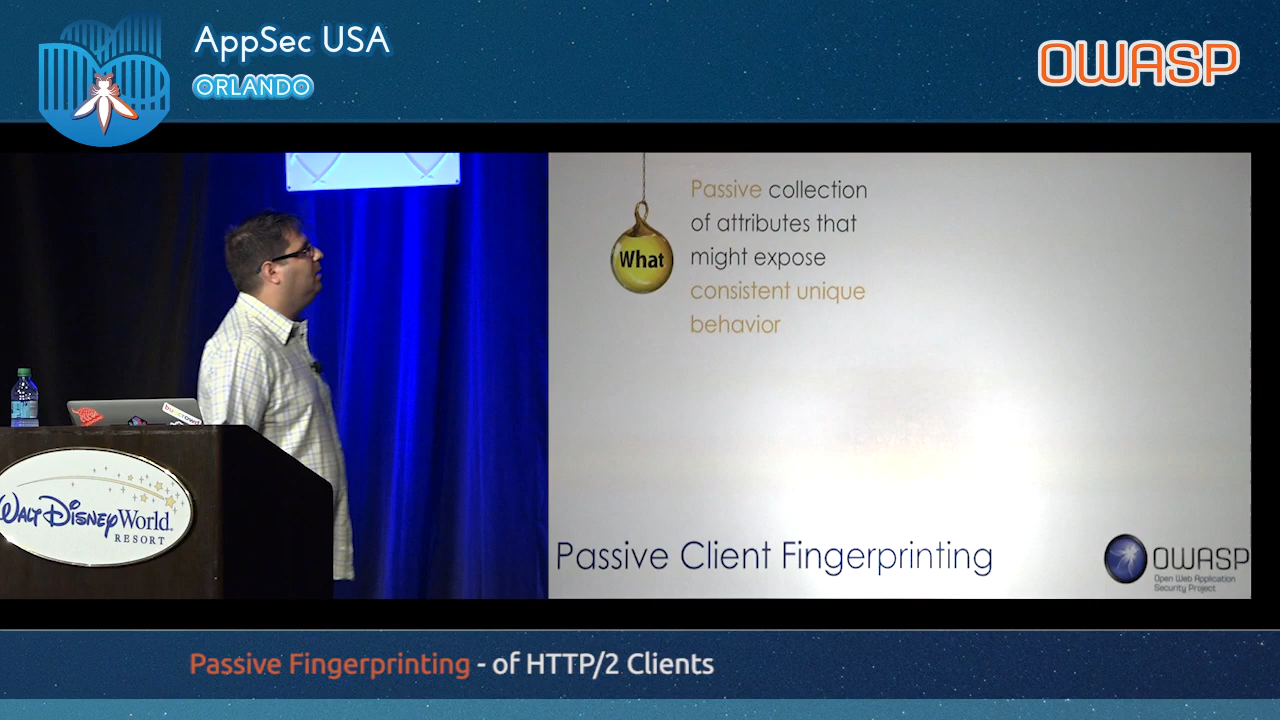 AppSec USA
ORLANDO
OWASP
What
Passive collection
of attributes that
might expose
consistent unique
behavior
Passive Client Fingerprinting
OWASP
Open Web Application
Security Project
Walt Disney World.
RESORT
Passive Fingerprinting - of HTTP/2 Clients